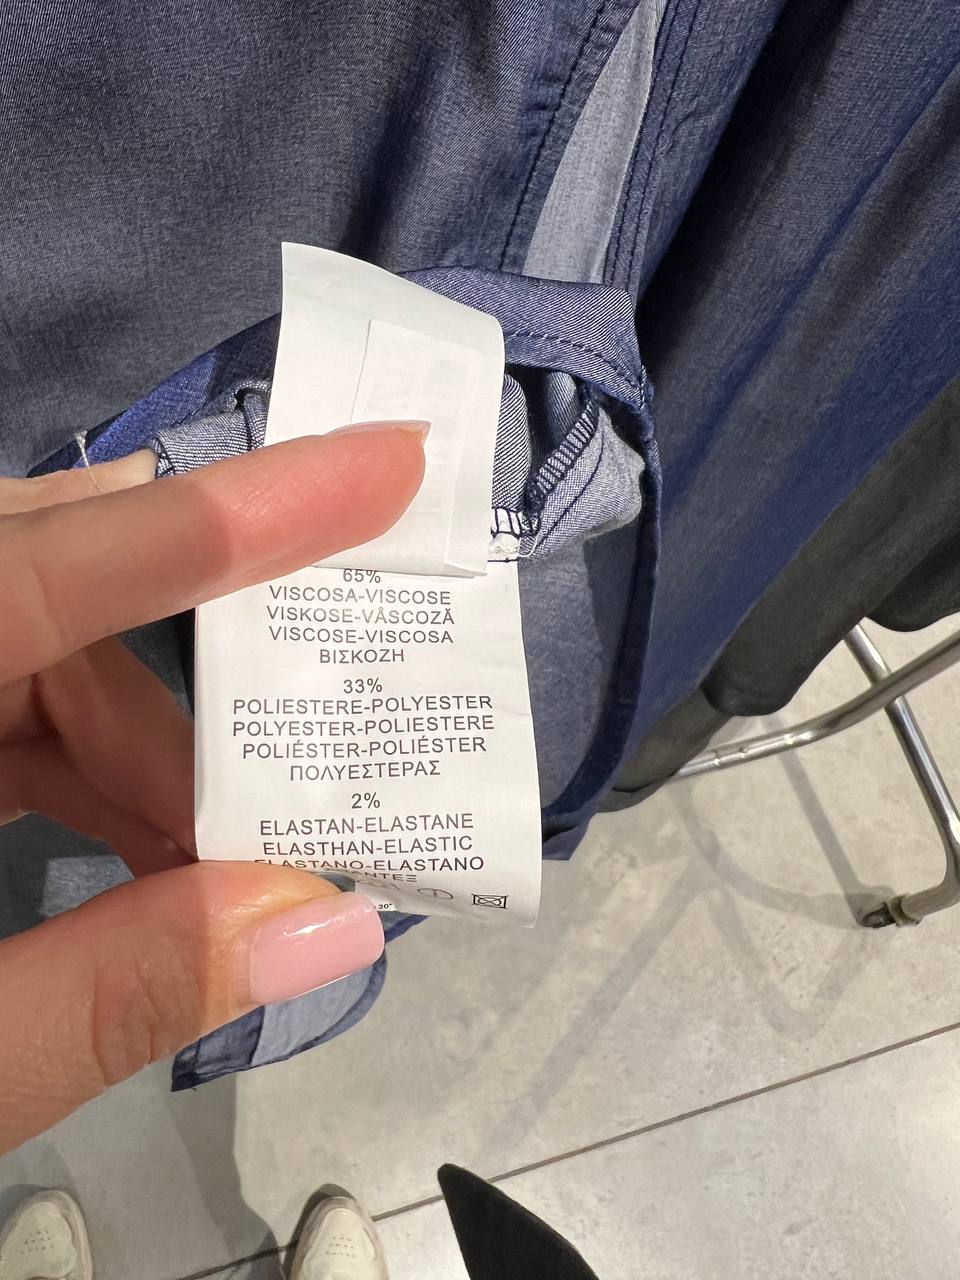 65%
VISCOSA-VISCOSE
VISKOSE-VÂSCOZĂ
VISCOSE-VISCOSA
ΒΙΣΚΟΖΗ
33%
POLIESTERE-POLYESTER
POLYESTER-POLIESTERE
POLIÉSTER-POLIÉSTER
ΠΟΛΥΕΣΤΕΡΑΣ
2%
ELASTAN-ELASTANE
ELASTHAN-ELASTIC
ELASTANO-ELASTANO
30°